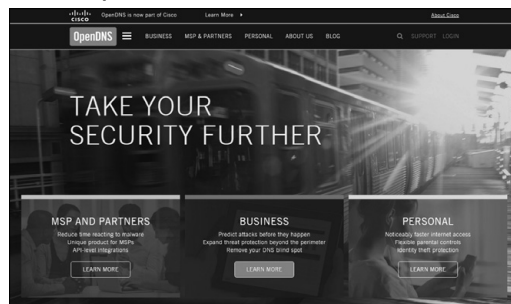 CISCO
OpenDNS is now part of Cisco
Learn More
About Cisco
OpenDNS
BUSINESS
MSP & PARTNERS
PERSONAL
ABOUT US
BLOG
SUPPORT
LOGIN
TAKE YOUR
SECURITY FURTHER
MSP AND PARTNERS
Reduce time reacting to malware
Unique product for MSPs
API-level integrations
LEARN MORE
BUSINESS
Predict attacks before they happen
Expand threat protection beyond the perimeter
Remove your DNS blind spot
LEARN MORE
PERSONAL
Noticeably faster internet access
Flexible parental controls
Identity theft protection
LEARN MORE